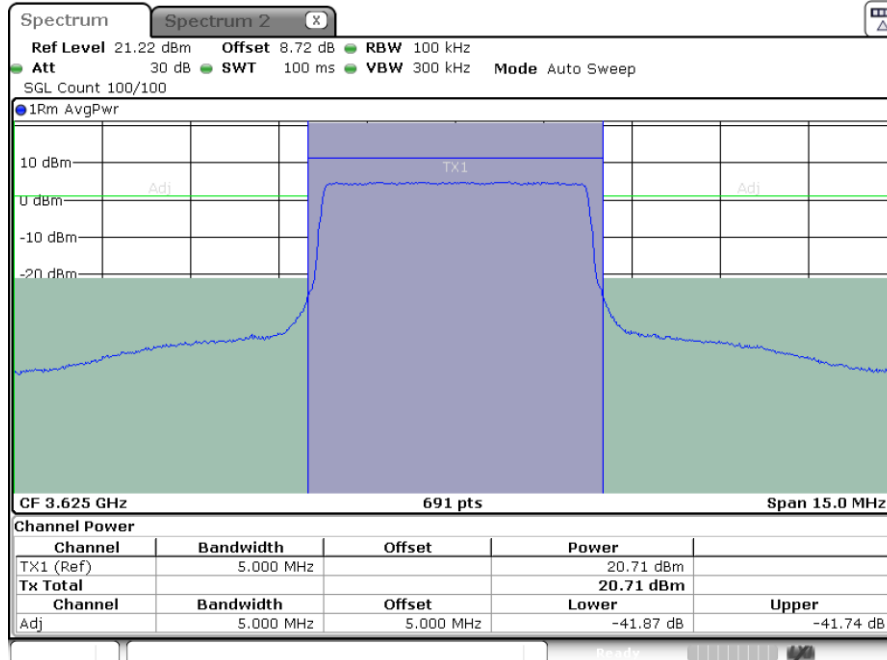 Spectrum Spectrum 2 X
Ref Level 21.22 dBm Offset 8.72 dB RBW 100 kHz
Att 30 dB SWT 100 ms VBW 300 kHz Mode Auto Sweep
SGL Count 100/100
1Rm AvgPwr
10 dBm
TX1
Adj Adj
0 dBm
-10 dBm
-20 dBm
CF 3.625 GHz 691 pts Span 15.0 MHz
Channel Power
Channel Bandwidth Offset Power
TX1 (Ref) 5.000 MHz 20.71 dBm
Tx Total 20.71 dBm
Channel Bandwidth Offset Lower Upper
Adj 5.000 MHz 5.000 MHz -41.87 dB -41.74 dB
Ready